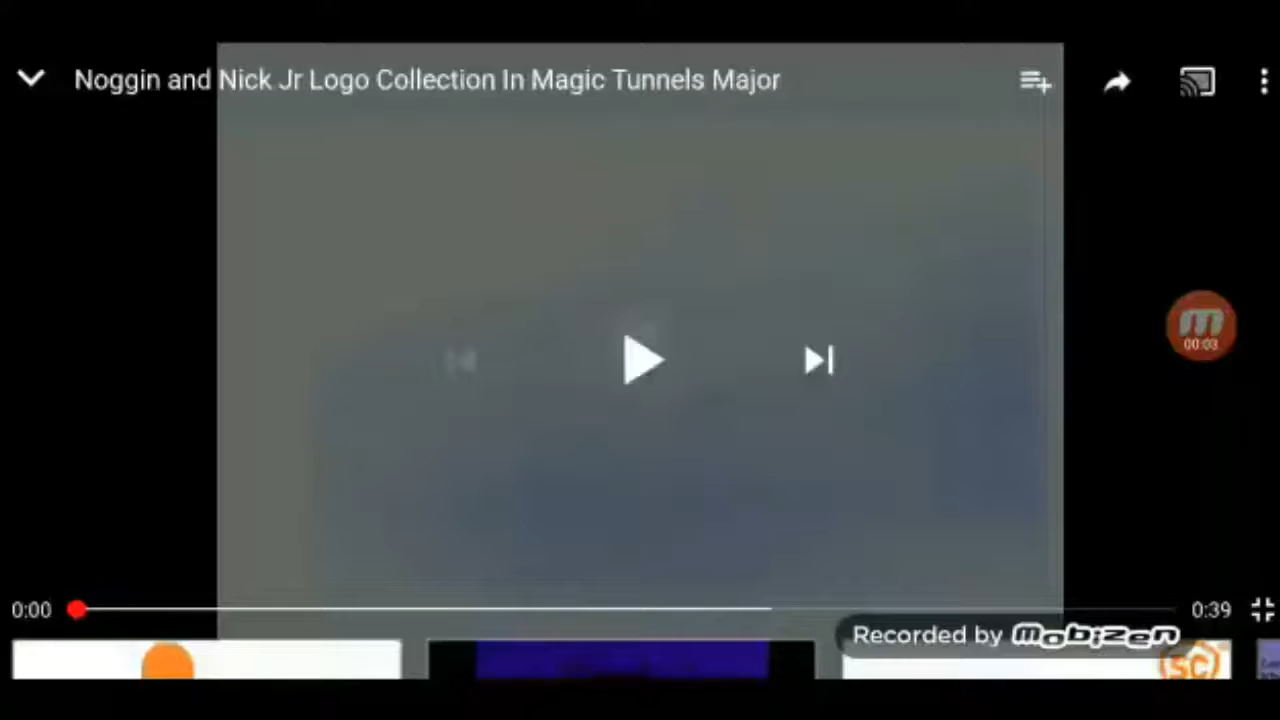 Noggin and Nick Jr Logo Collection In Magic Tunnels Major
m
00:03
0:00
0:39
Recorded by mobizen
SC